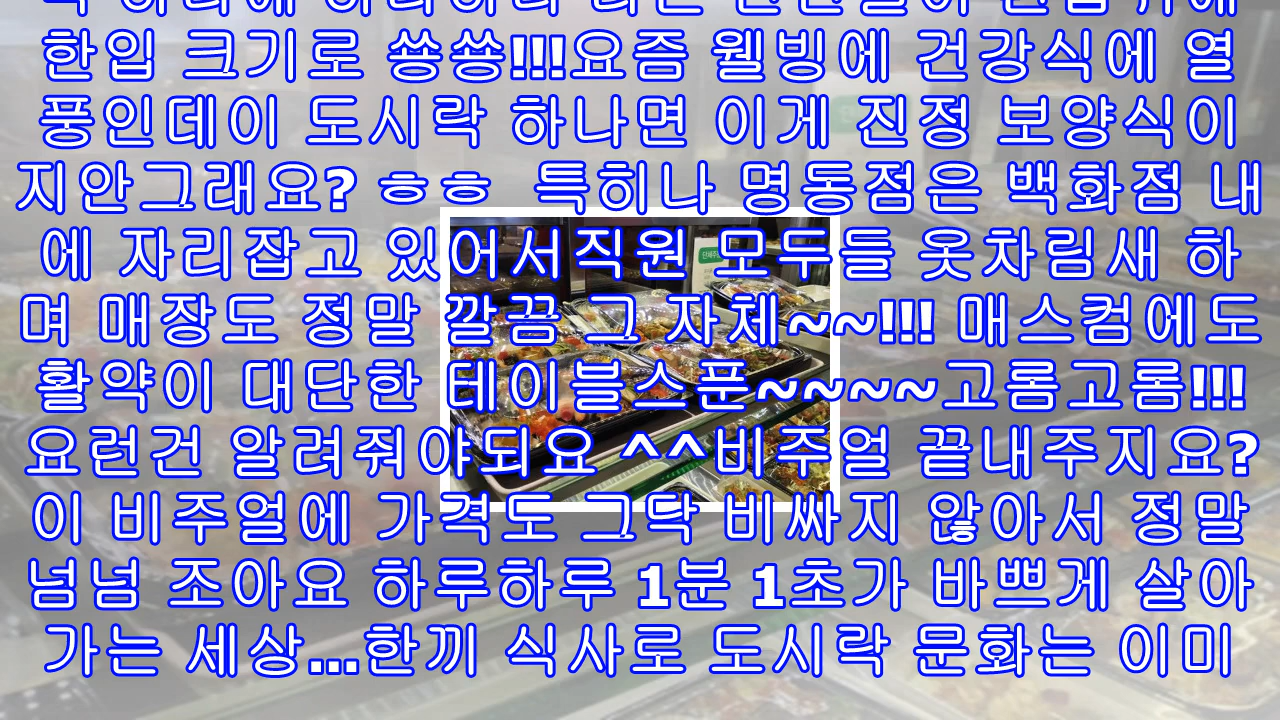 한입 크기로 쑝쑝!!!요즘 웰빙에 건강식에 열
풍인데이 도시락 하나면 이게 진정 보양식이
지안그래요? ㅎㅎ 특히나 명동점은 백화점 내
에 자리잡고 있어서직원 모두들 옷차림새 하
며 매장도 정말 깔끔 그 자체~~!!! 매스컴에도
활약이 대단한 테이블스푼~~~~고롬고롬!!!
요런건 알려줘야되요 ^^비주얼 끝내주지요?
이 비주얼에 가격도 그닥 비싸지 않아서 정말
넘넘 조아요 하루하루 1분 1초가 바쁘게 살아
가는 세상...한끼 식사로 도시락 문화는 이미